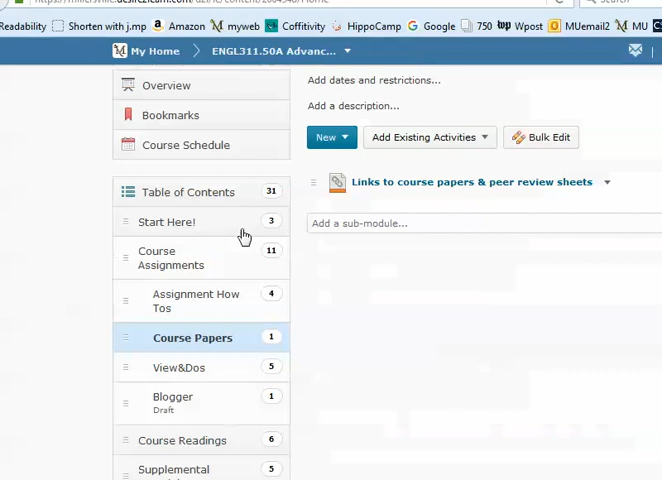 Readability Shorten with j.mp Amazon myweb Coffitivity HippoCamp 750 Wpost MUemail2 MU
My Home ENGL311.50A Advanc...
Overview
Bookmarks
Course Schedule
Table of Contents 31
Start Here! 3
Course
Assignments 11
Assignment How
Tos 4
Course Papers 1
View&Dos 5
Blogger 1
Draft
Course Readings 6
Supplemental 5
Add dates and restrictions...
Add a description...
New Add Existing Activities Bulk Edit
Links to course papers & peer review sheets
Add a sub-module...